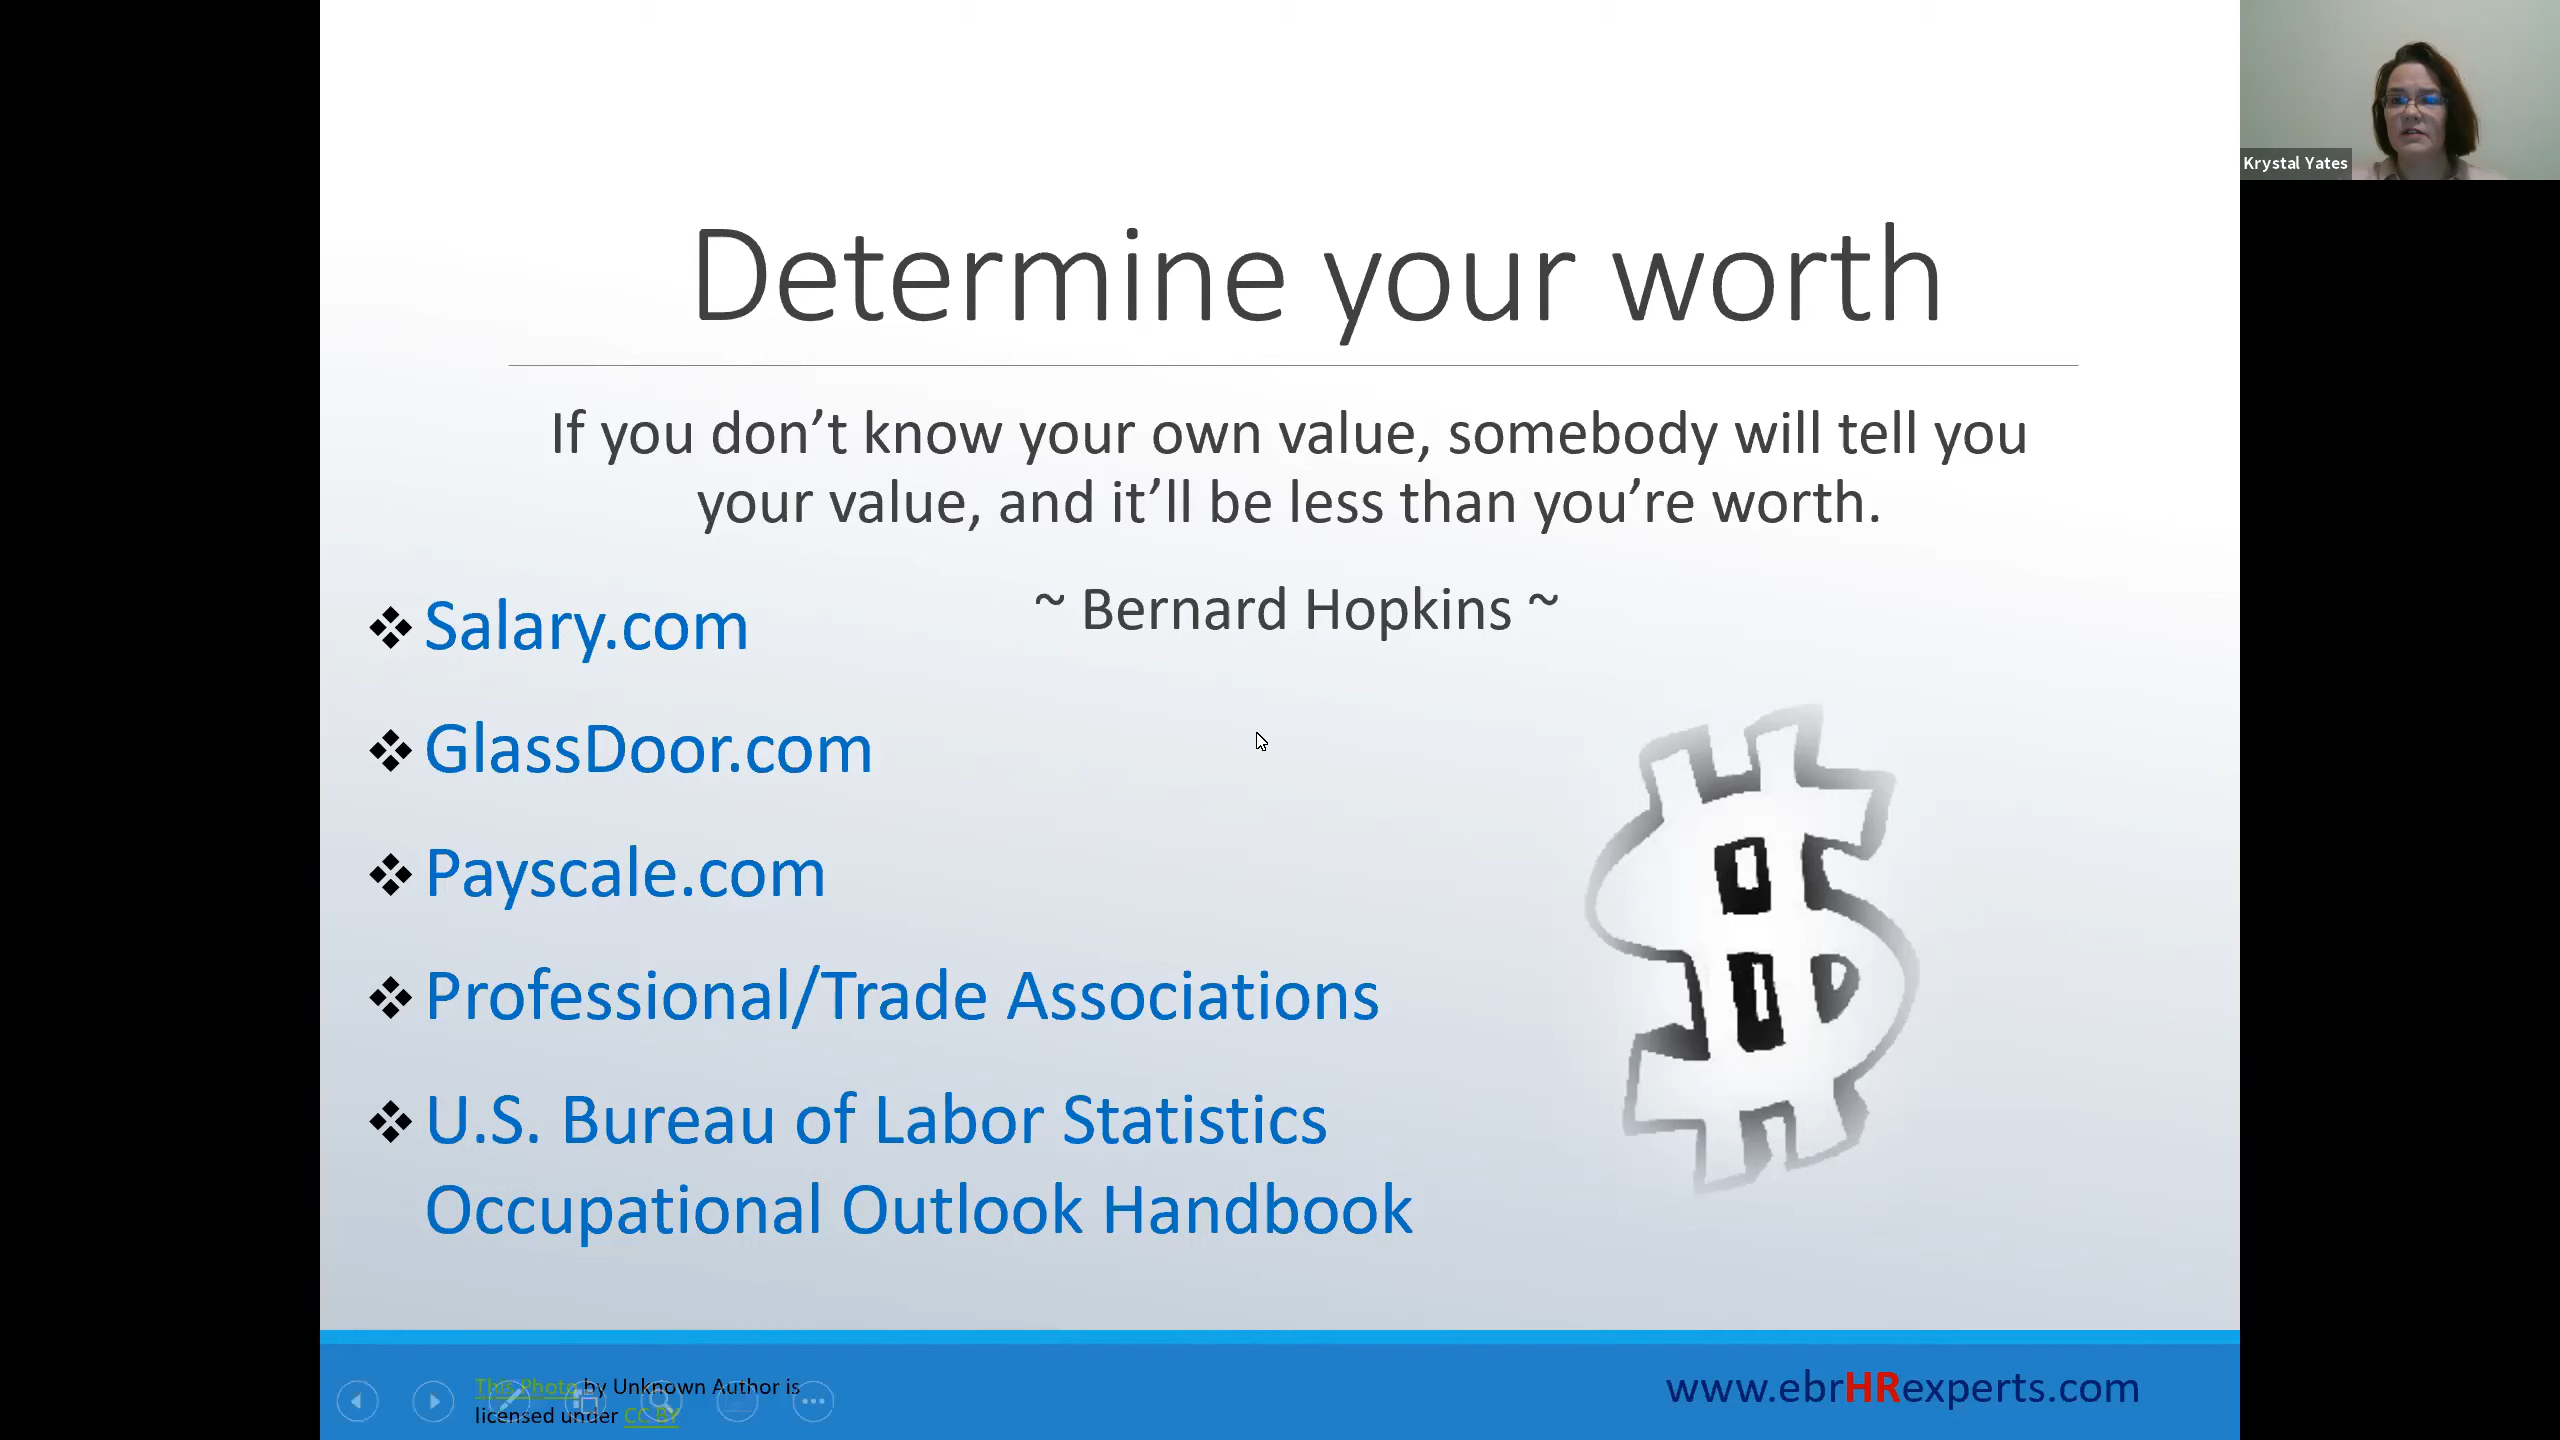 Krystal Yates
Determine your worth
If you don’t know your own value, somebody will tell you
your value, and it’ll be less than you’re worth.
~ Bernard Hopkins ~
❖ Salary.com
❖ GlassDoor.com
❖ Payscale.com
❖ Professional/Trade Associations
❖ U.S. Bureau of Labor Statistics
Occupational Outlook Handbook
This Photo by Unknown Author is
licensed under CC BY
www.ebrHRexperts.com